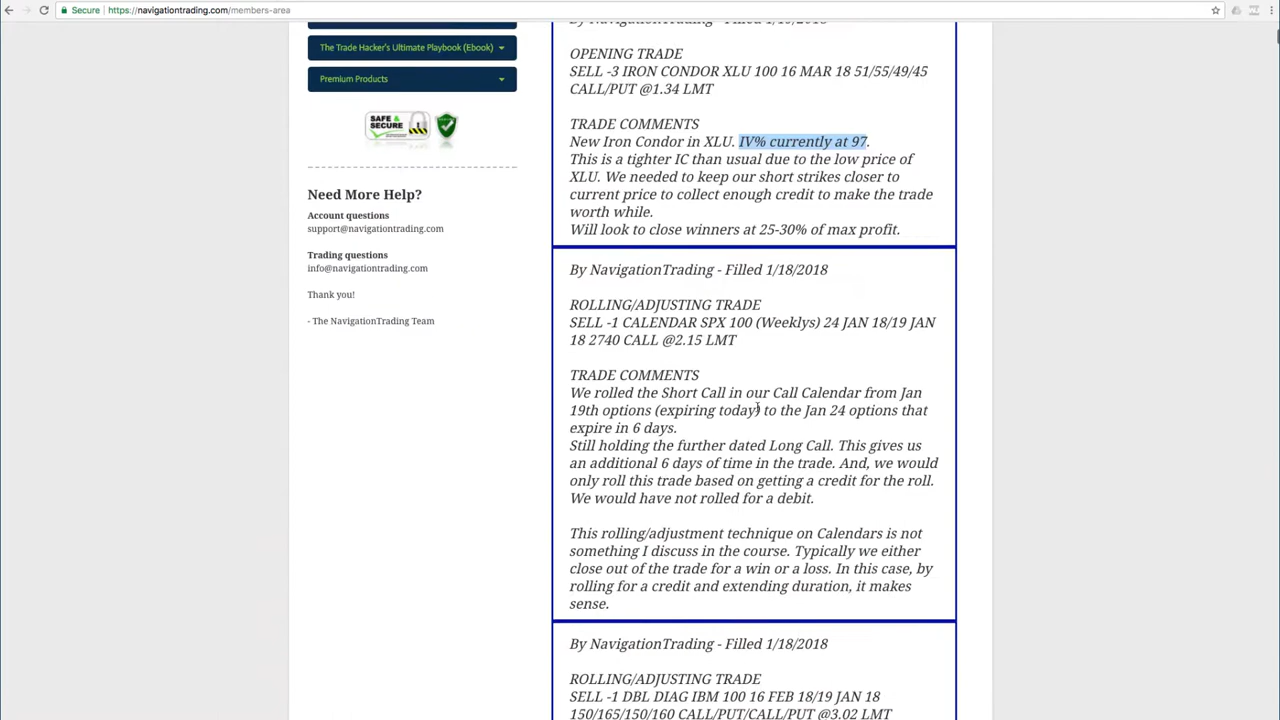 Secure
https://navigationtrading.com/members-area
The Trade Hacker's Ultimate Playbook (Ebook)
Premium Products
SAFE &
SECURE
Need More Help?
Account questions
support@navigationtrading.com
Trading questions
info@navigationtrading.com
Thank you!
- The NavigationTrading Team
By NavigationTrading - Filled 1/18/2018
OPENING TRADE
SELL -3 IRON CONDOR XLU 100 16 MAR 18 51/55/49/45
CALL/PUT @1.34 LMT
TRADE COMMENTS
New Iron Condor in XLU. IV% currently at 97.
This is a tighter IC than usual due to the low price of
XLU. We needed to keep our short strikes closer to
current price to collect enough credit to make the trade
worth while.
Will look to close winners at 25-30% of max profit.
By NavigationTrading - Filled 1/18/2018
ROLLING/ADJUSTING TRADE
SELL -1 CALENDAR SPX 100 (Weeklys) 24 JAN 18/19 JAN
18 2740 CALL @2.15 LMT
TRADE COMMENTS
We rolled the Short Call in our Call Calendar from Jan
19th options (expiring today) to the Jan 24 options that
expire in 6 days.
Still holding the further dated Long Call. This gives us
an additional 6 days of time in the trade. And, we would
only roll this trade based on getting a credit for the roll.
We would have not rolled for a debit.
This rolling/adjustment technique on Calendars is not
something I discuss in the course. Typically we either
close out of the trade for a win or a loss. In this case, by
rolling for a credit and extending duration, it makes
sense.
By NavigationTrading - Filled 1/18/2018
ROLLING/ADJUSTING TRADE
SELL -1 DBL DIAG IBM 100 16 FEB 18/19 JAN 18
150/165/150/160 CALL/PUT/CALL/PUT @3.02 LMT